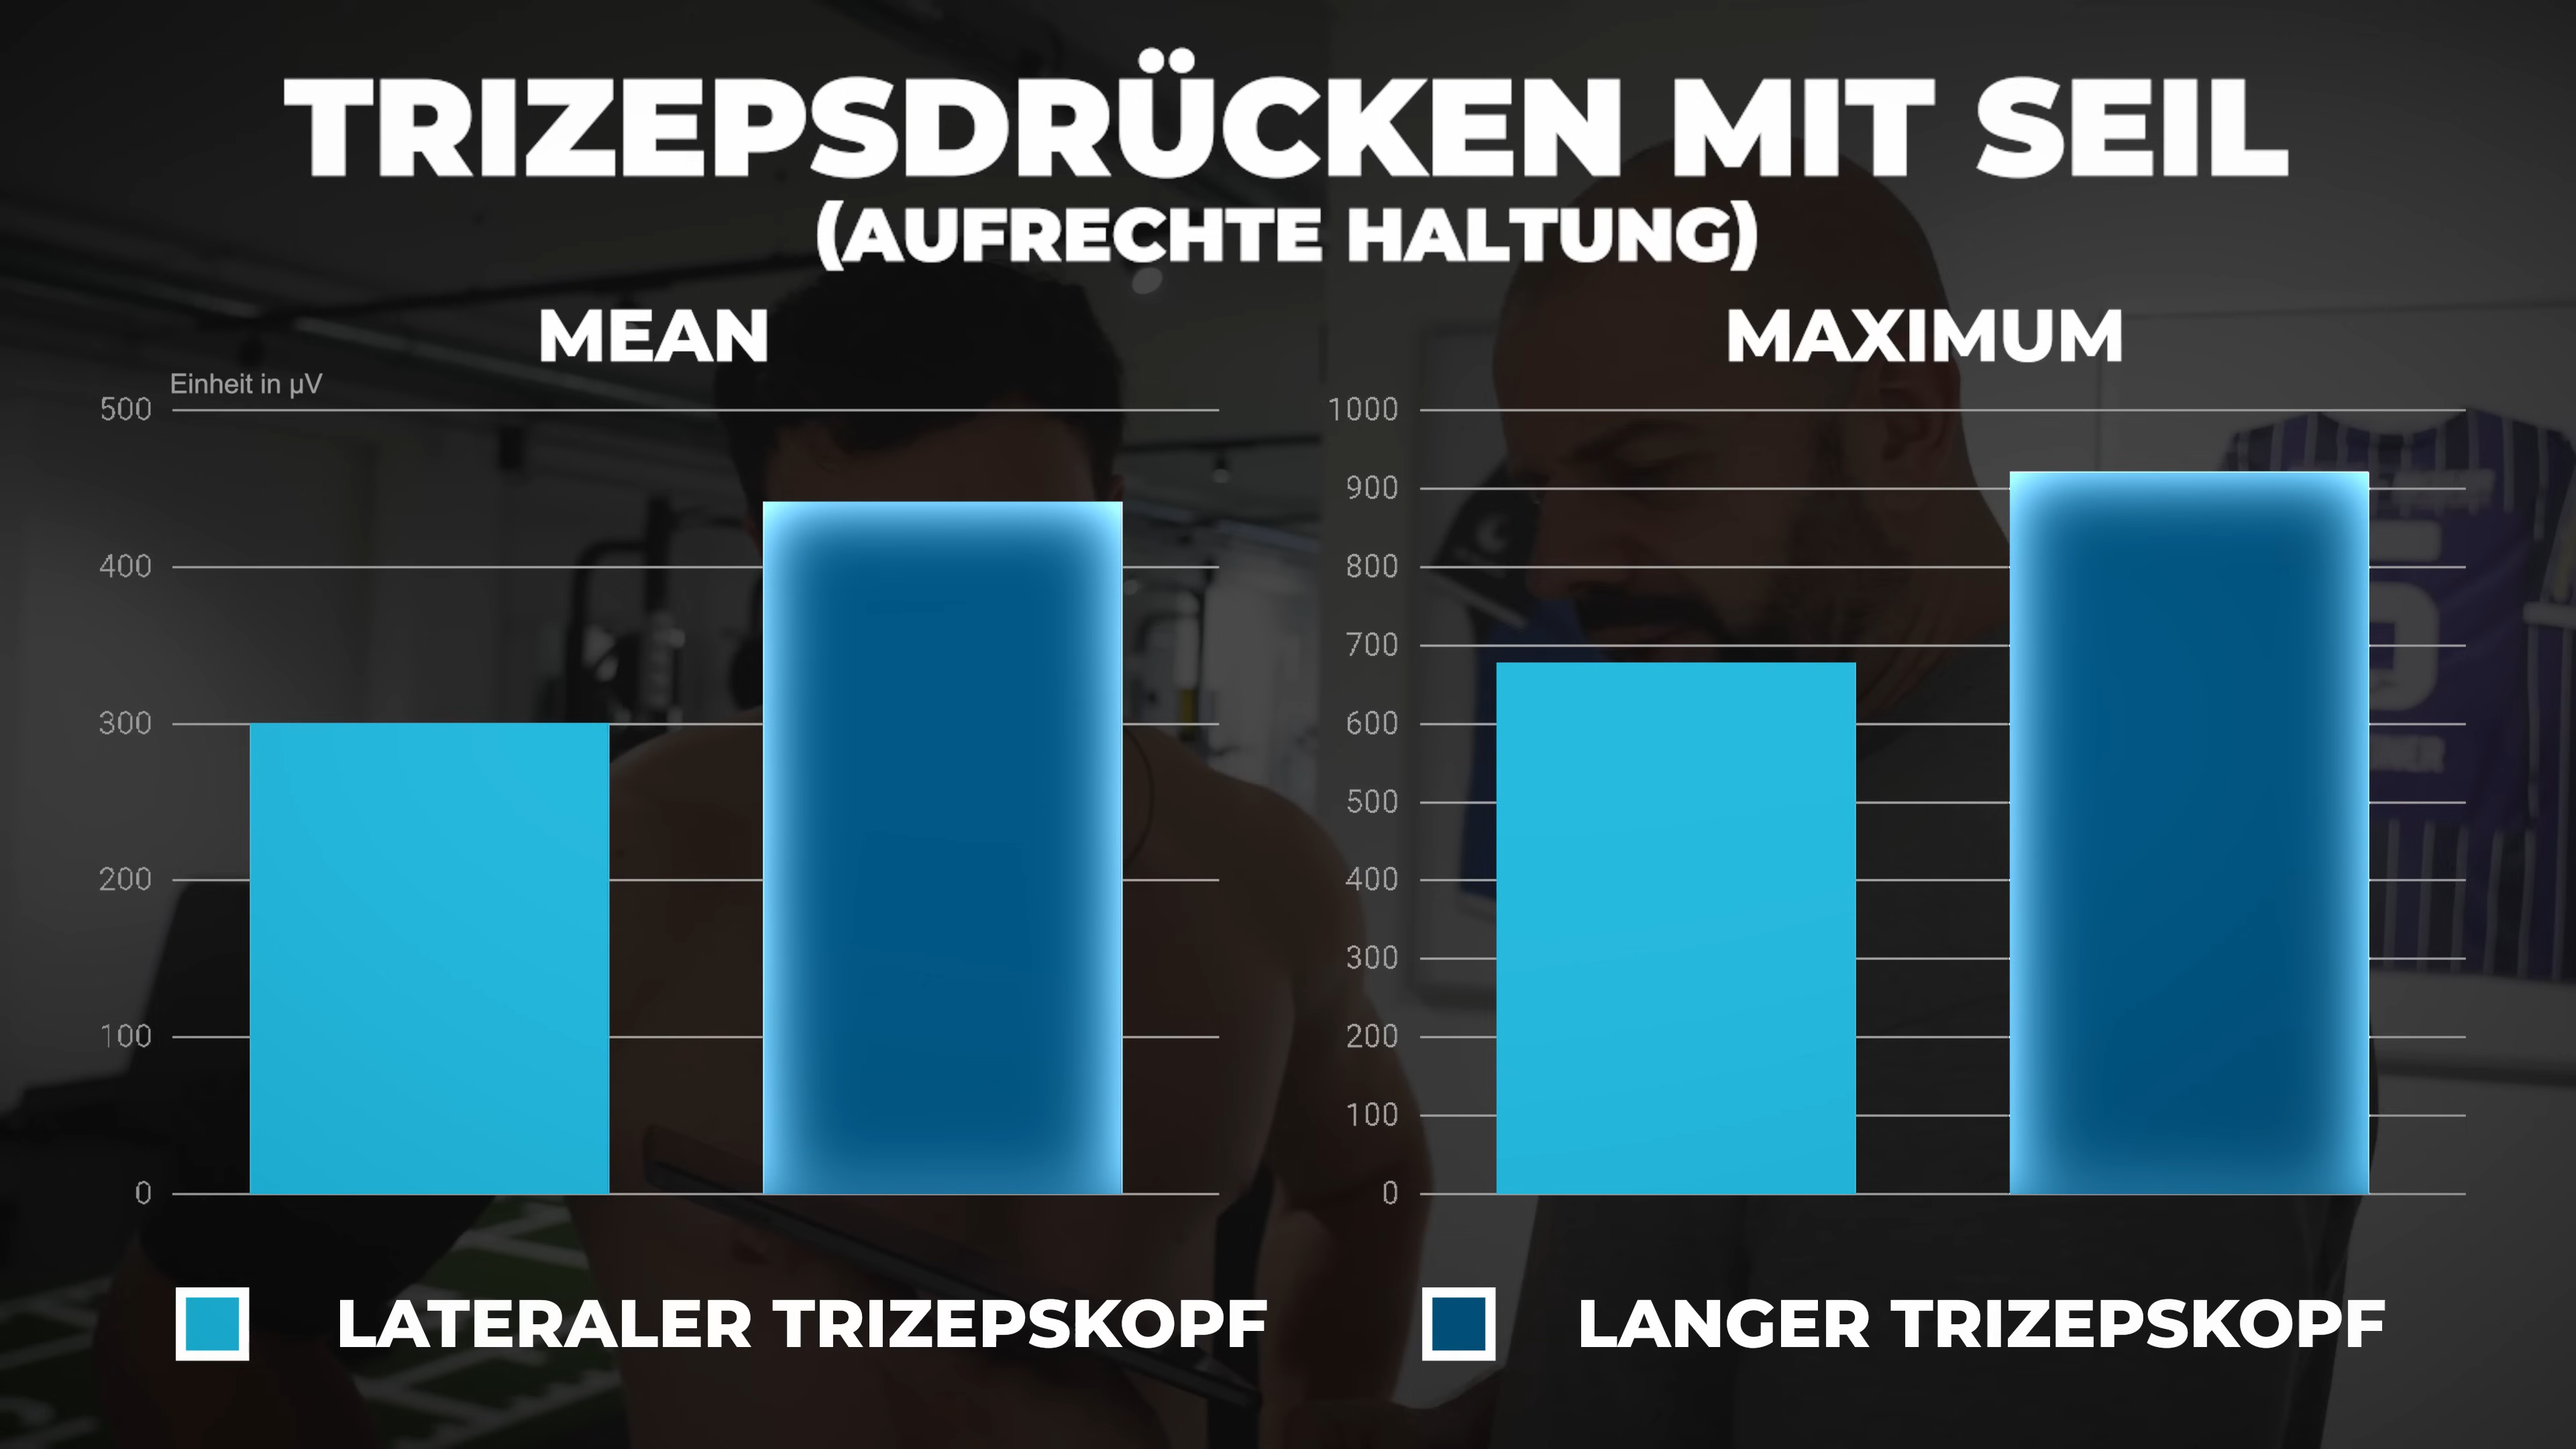 TRIZEPSDRÜCKEN MIT SEIL
(AUFRECHTE HALTUNG)
MEAN
Einheit in µV
500
400
300
200
100
0
MAXIMUM
1000
900
800
700
600
500
400
300
200
100
0
LATERALER TRIZEPSKOPF
LANGER TRIZEPSKOPF